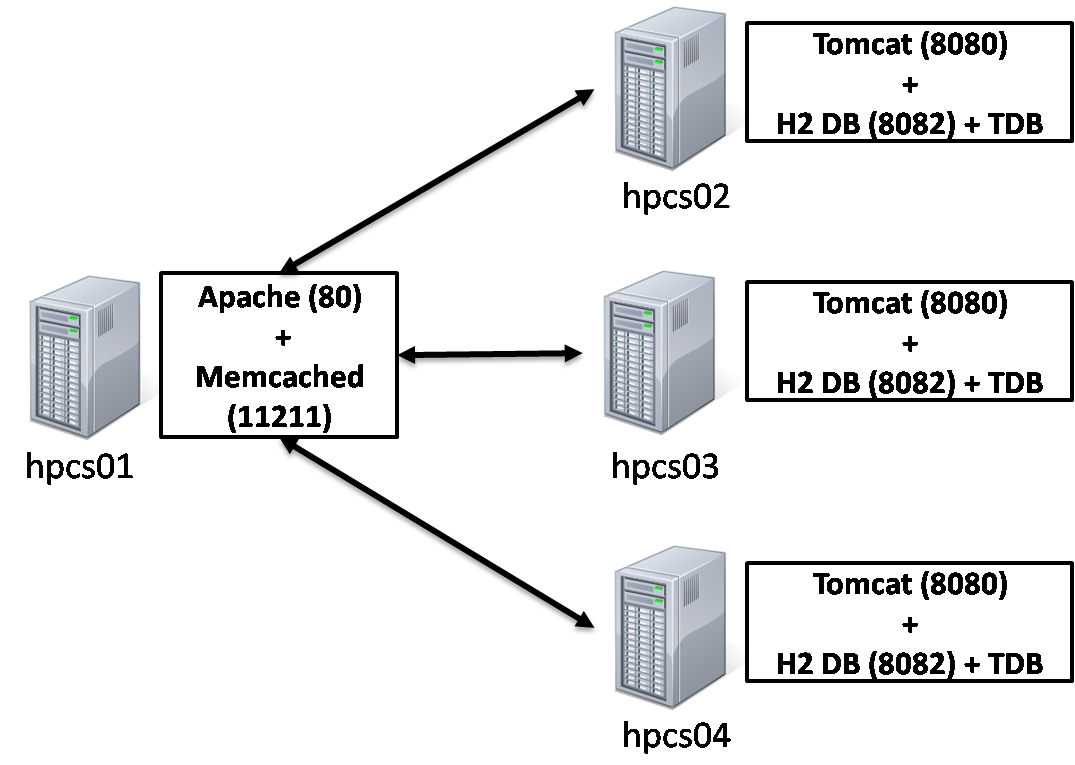 Tomcat (8080)
+
H2 DB (8082) + TDB
hpcs02
Apache (80)
+
Memcached
(11211)
hpcs01
Tomcat (8080)
+
H2 DB (8082) + TDB
hpcs03
Tomcat (8080)
+
H2 DB (8082) + TDB
hpcs04